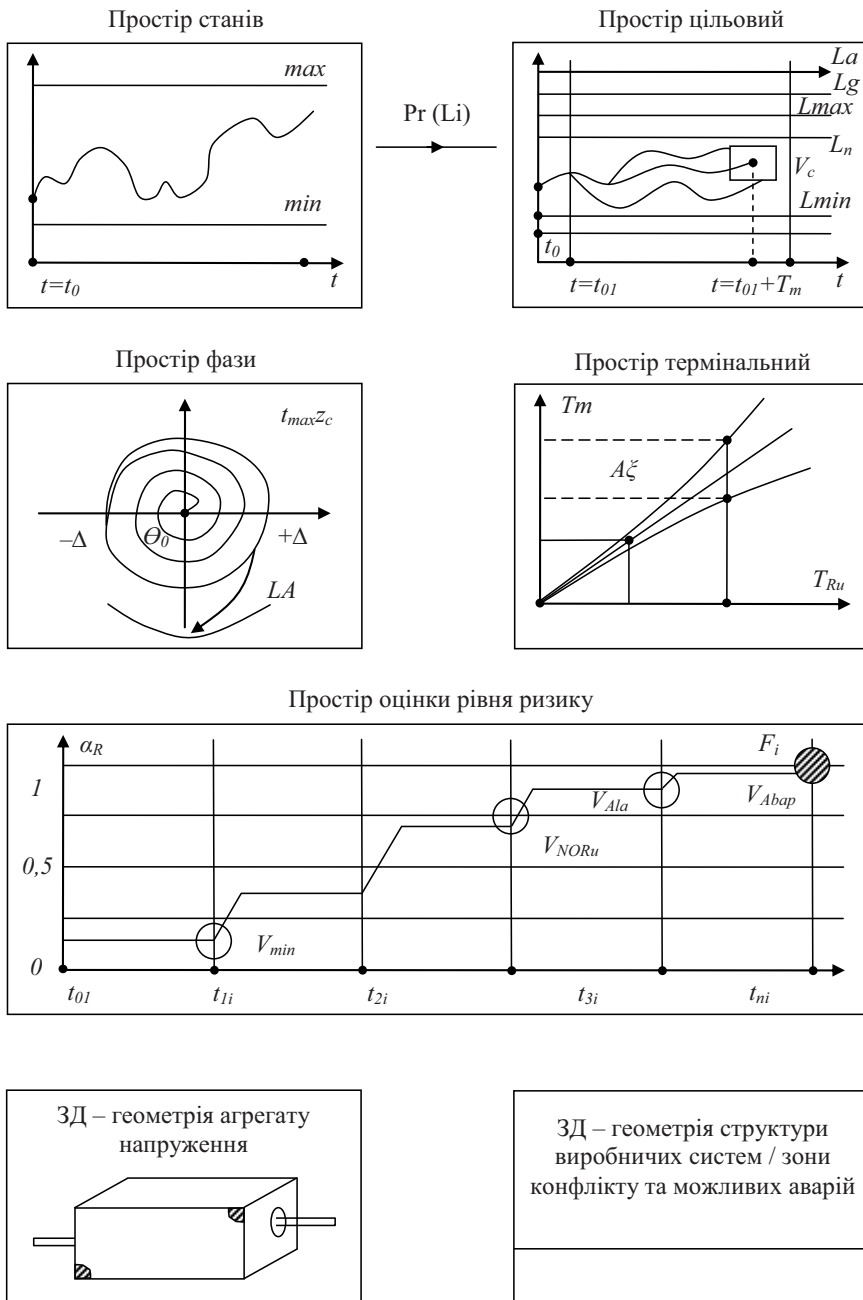 Простір станів
Простір цільовий
max
min
t=t0
t
Pr (Li)
La
Lg
Lmax
Ln
Vc
Lmin
t0
t=t01
t=t01+Tm
t
Простір фази
Простір термінальний
tmaxzc
–Δ
Θ0
+Δ
LA
Tm
Aξ
TRu
Простір оцінки рівня ризику
αR
Fi
1
VAla
VAbap
VNORu
0,5
Vmin
0
t01
t1i
t2i
t3i
tni
ЗД – геометрія агрегату
напруження
ЗД – геометрія структури
виробничих систем / зони
конфлікту та можливих аварій